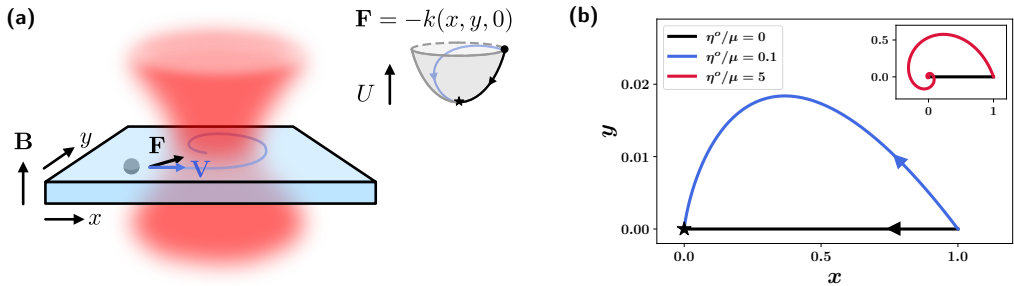 (a)
F = −k(x, y, 0)
U
B
y
F
V
x
(b)
η^o/μ = 0
η^o/μ = 0.1
η^o/μ = 5
0.5
0.0
0
1
0.02
0.01
0.00
y
0.0
0.5
1.0
x